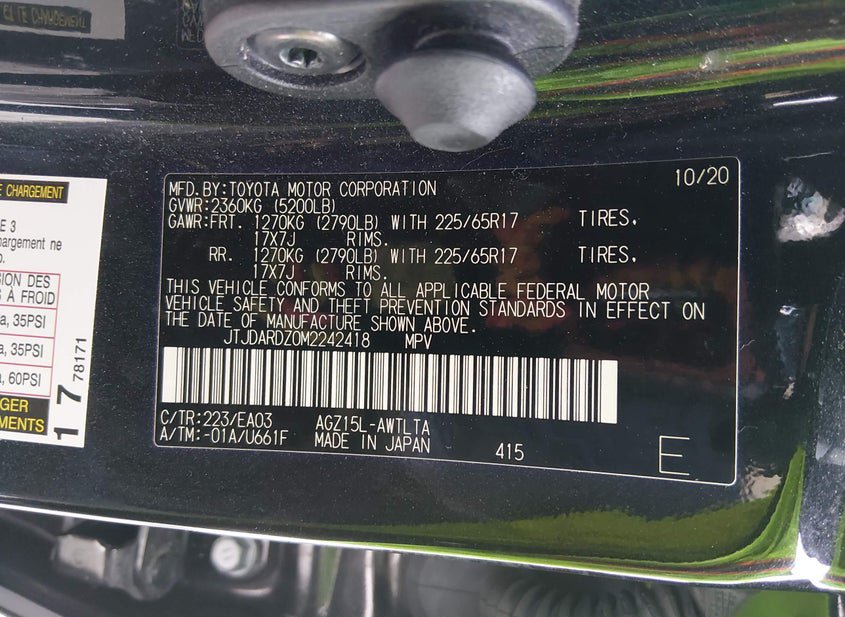 MFD.BY:TOYOTA MOTOR CORPORATION 10/20
GVWR:2360KG (5200LB)
GAWR:FRT. 1270KG (2790LB) WITH 225/65R17 TIRES,
17X7J RIMS.
RR. 1270KG (2790LB) WITH 225/65R17 TIRES,
17X7J RIMS.
THIS VEHICLE CONFORMS TO ALL APPLICABLE FEDERAL MOTOR
VEHICLE SAFETY AND THEFT PREVENTION STANDARDS IN EFFECT ON
THE DATE OF MANUFACTURE SHOWN ABOVE.
JTJDARDZ0M2242418 MPV
C/TR:223/EA03 AGZ15L-AWTLTA
A/TM:-01A/U661F MADE IN JAPAN 415 E
E CHARGEMENT
E 3
argement ne
SION DES
S À FROID
a, 35PSI
a, 35PSI
a, 60PSI
GER
EMENTS
17 78171